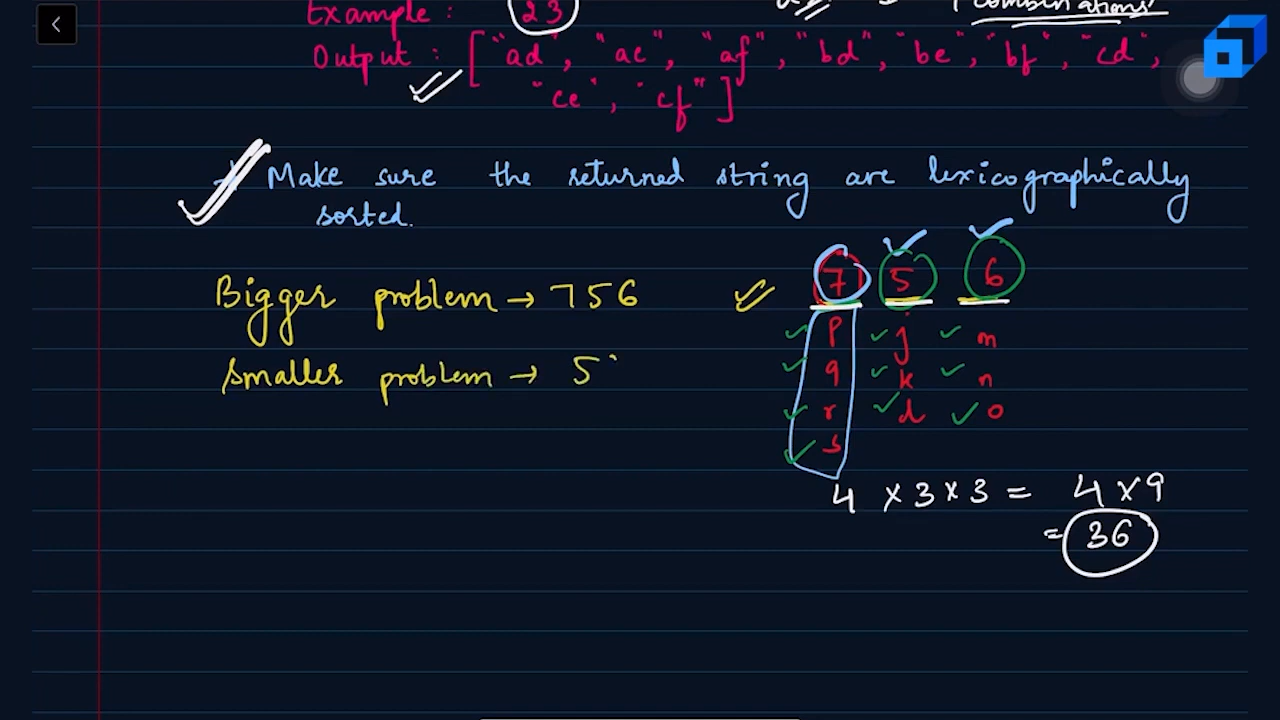 Example : 23
combinations
Output : ["ad", "ae", "af", "bd", "be", "bf", "cd",
"ce", "cf"]
* Make sure the returned string are lexicographically
sorted.
7 5 6
Bigger problem → 756
p j m
smaller problem → 5
q k n
r l o
s
4 × 3 × 3 = 4 × 9
= 36